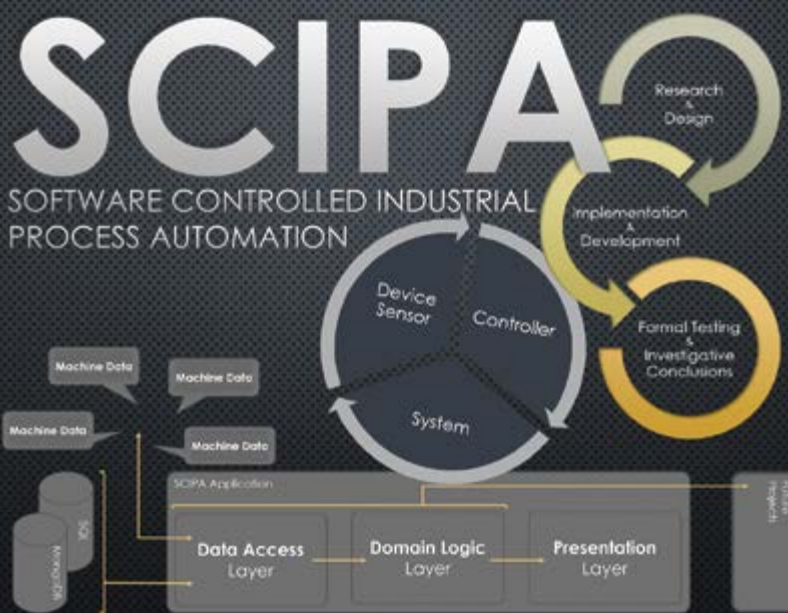 SCIPA
SOFTWARE CONTROLLED INDUSTRIAL
PROCESS AUTOMATION
Research
&
Design
Implementation
&
Development
Formal Testing
&
Investigative
Conclusions
Device
Sensor
Controller
System
Machine Data
Machine Data
Machine Data
Machine Data
SQL
MongoDB
SCIPA Application
Data Access
Layer
Domain Logic
Layer
Presentation
Layer
Future
Projects